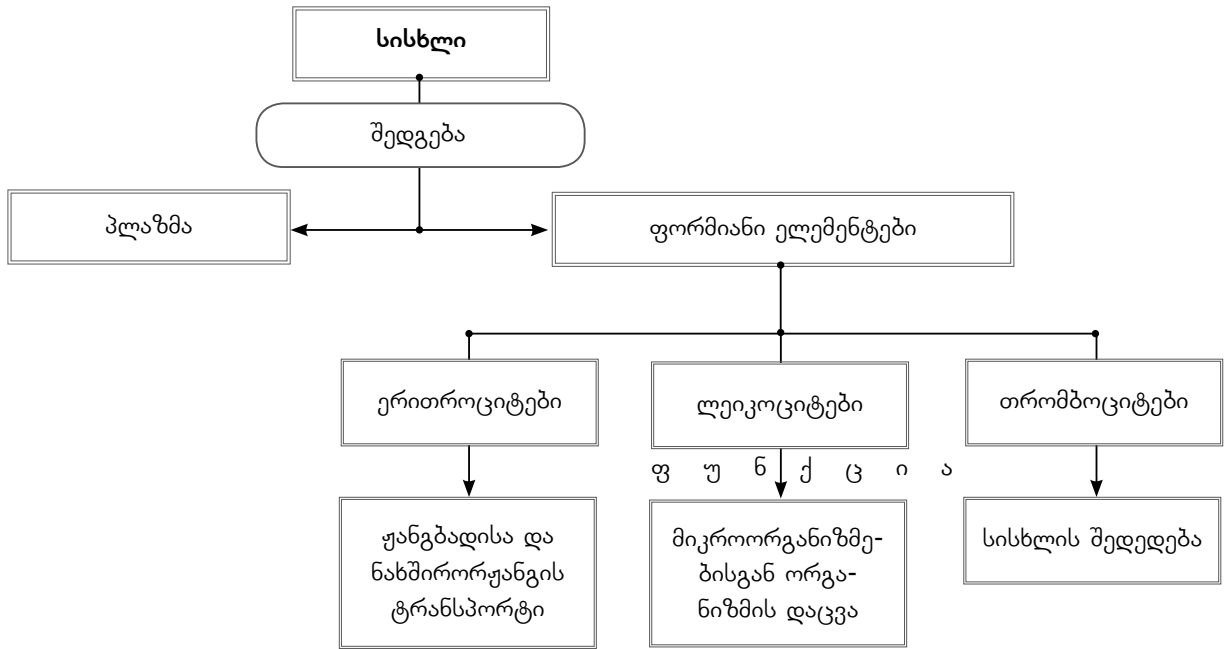 სისხლი
შედგება
პლაზმა
ფორმიანი ელემენტები
ერითროციტები
ლეიკოციტები
თრომბოციტები
ფ უ ნ ქ ც ი ა
ჟანგბადისა და
ნახშირორჟანგის
ტრანსპორტი
მიკროორგანიზმე-
ბისგან ორგა-
ნიზმის დაცვა
სისხლის შედედება